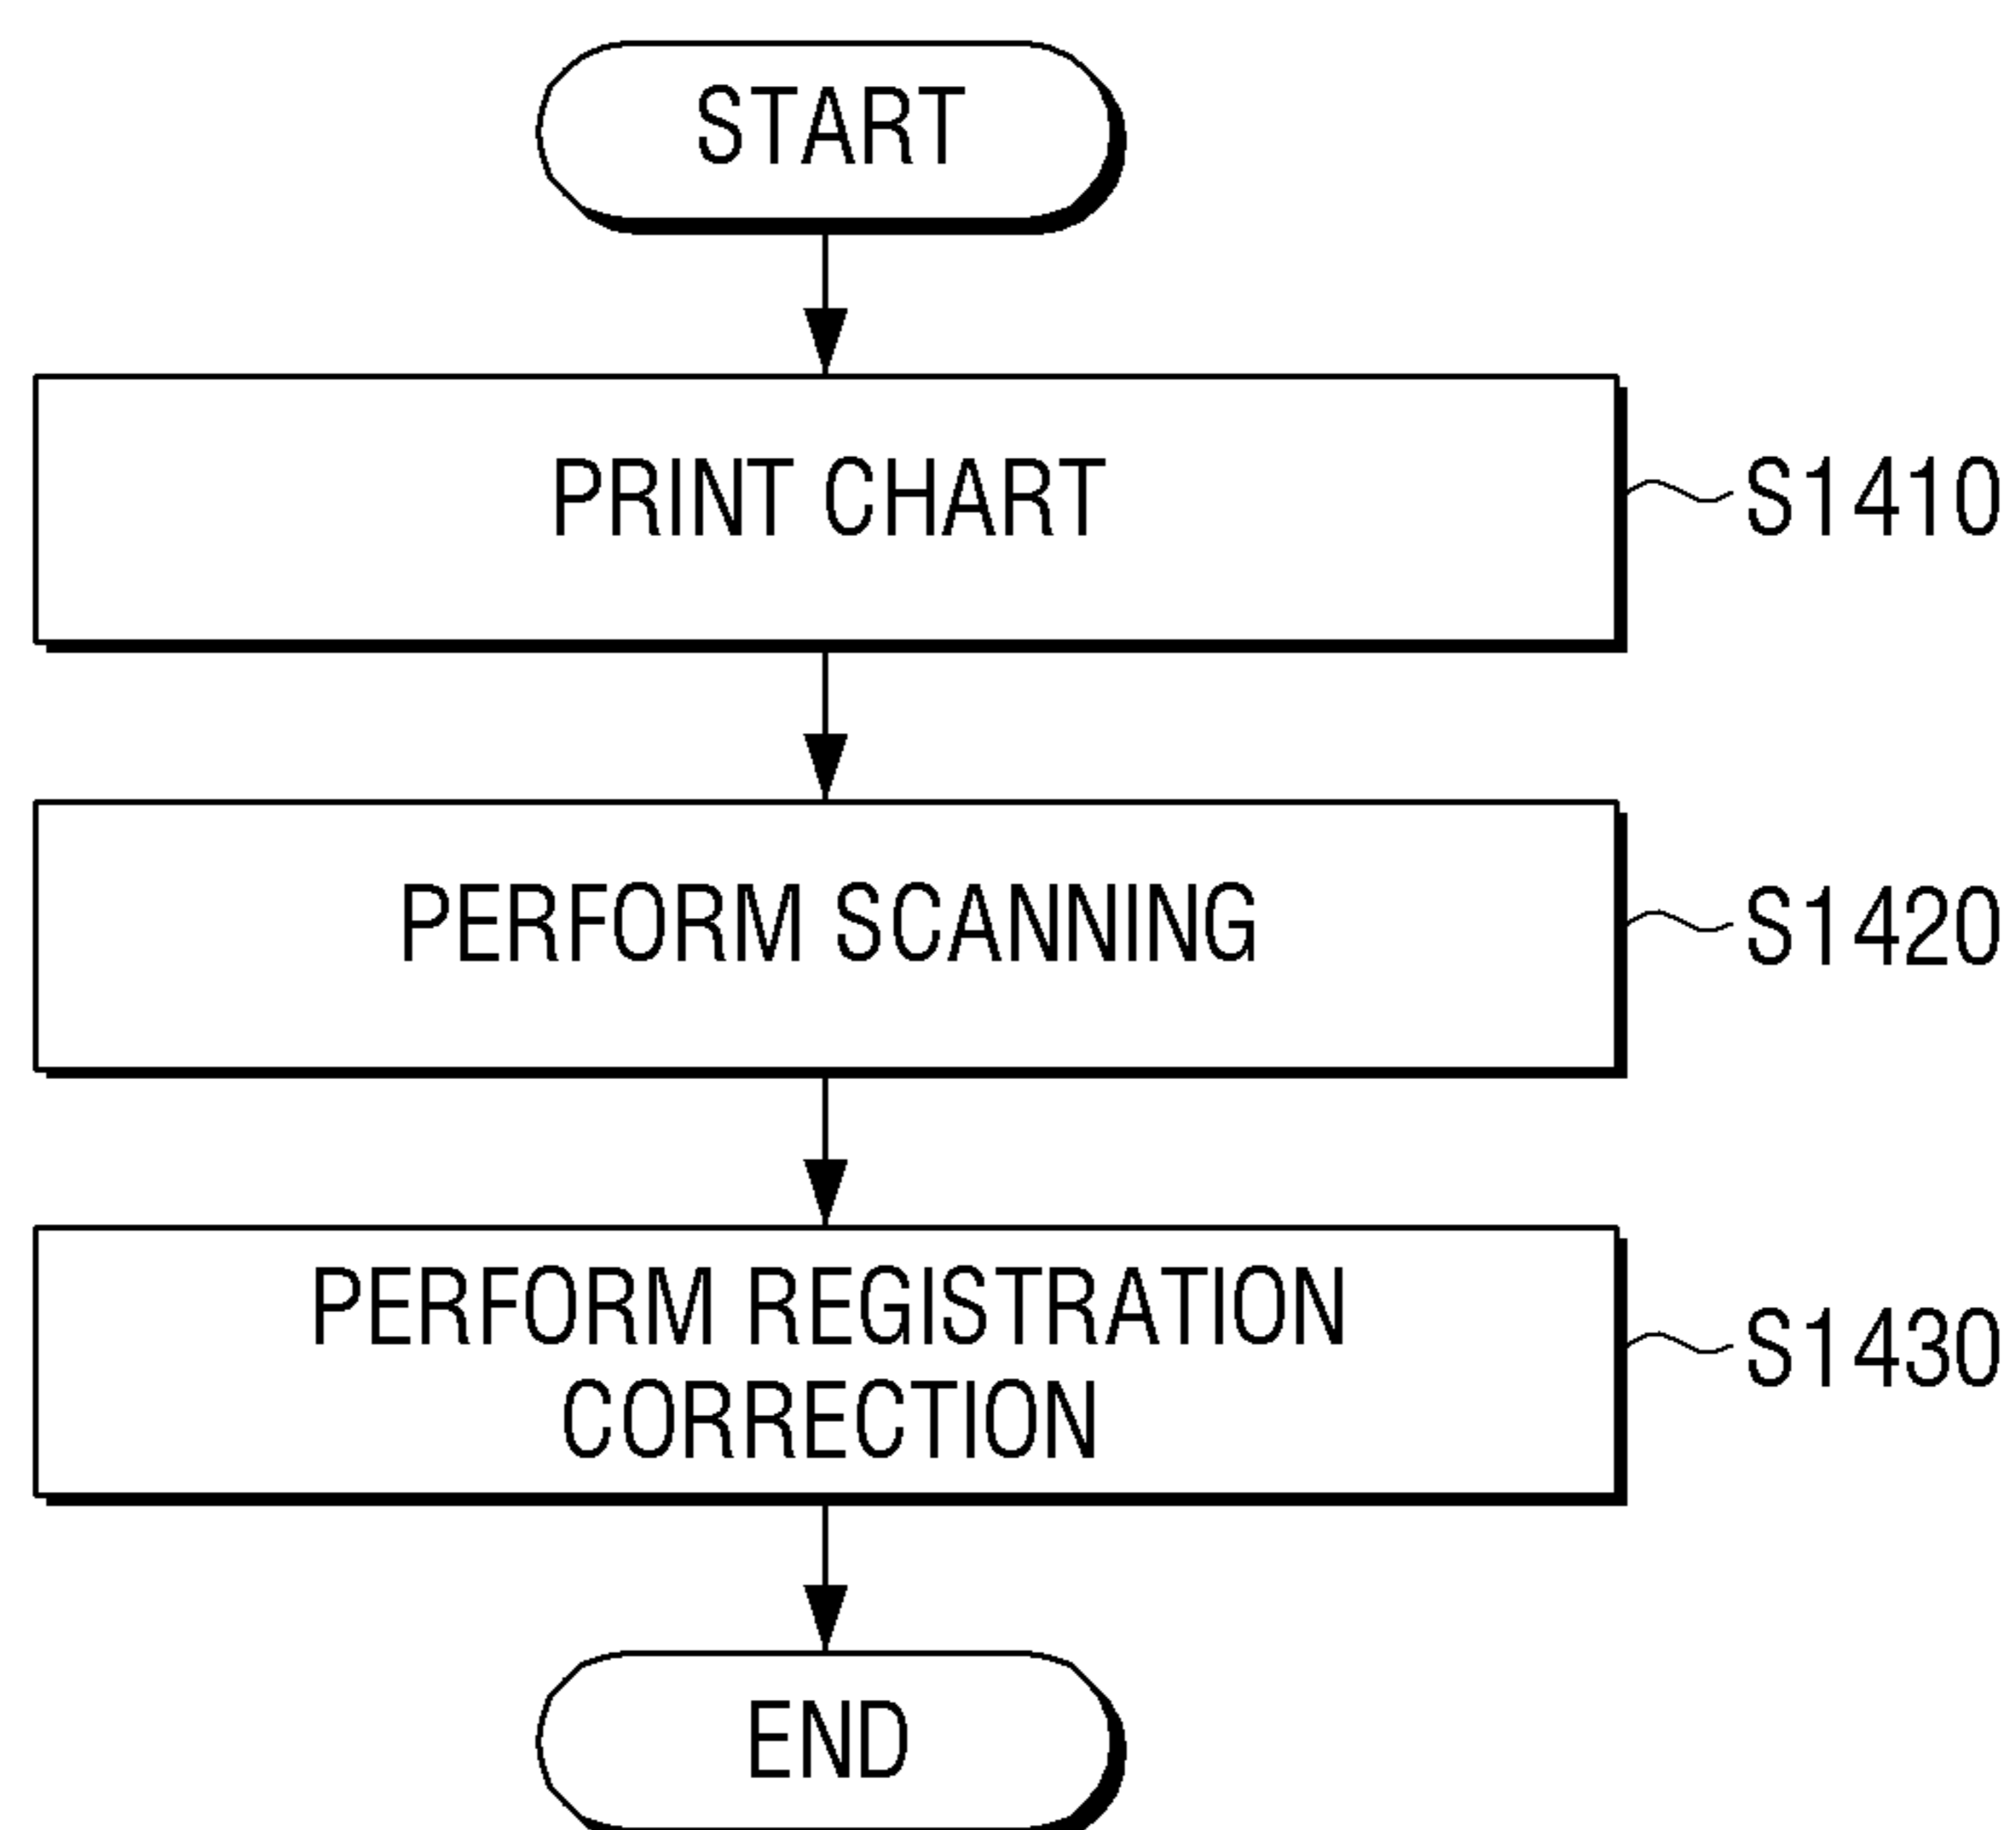 START
PRINT CHART
S1410
PERFORM SCANNING
S1420
PERFORM REGISTRATION
CORRECTION
S1430
END